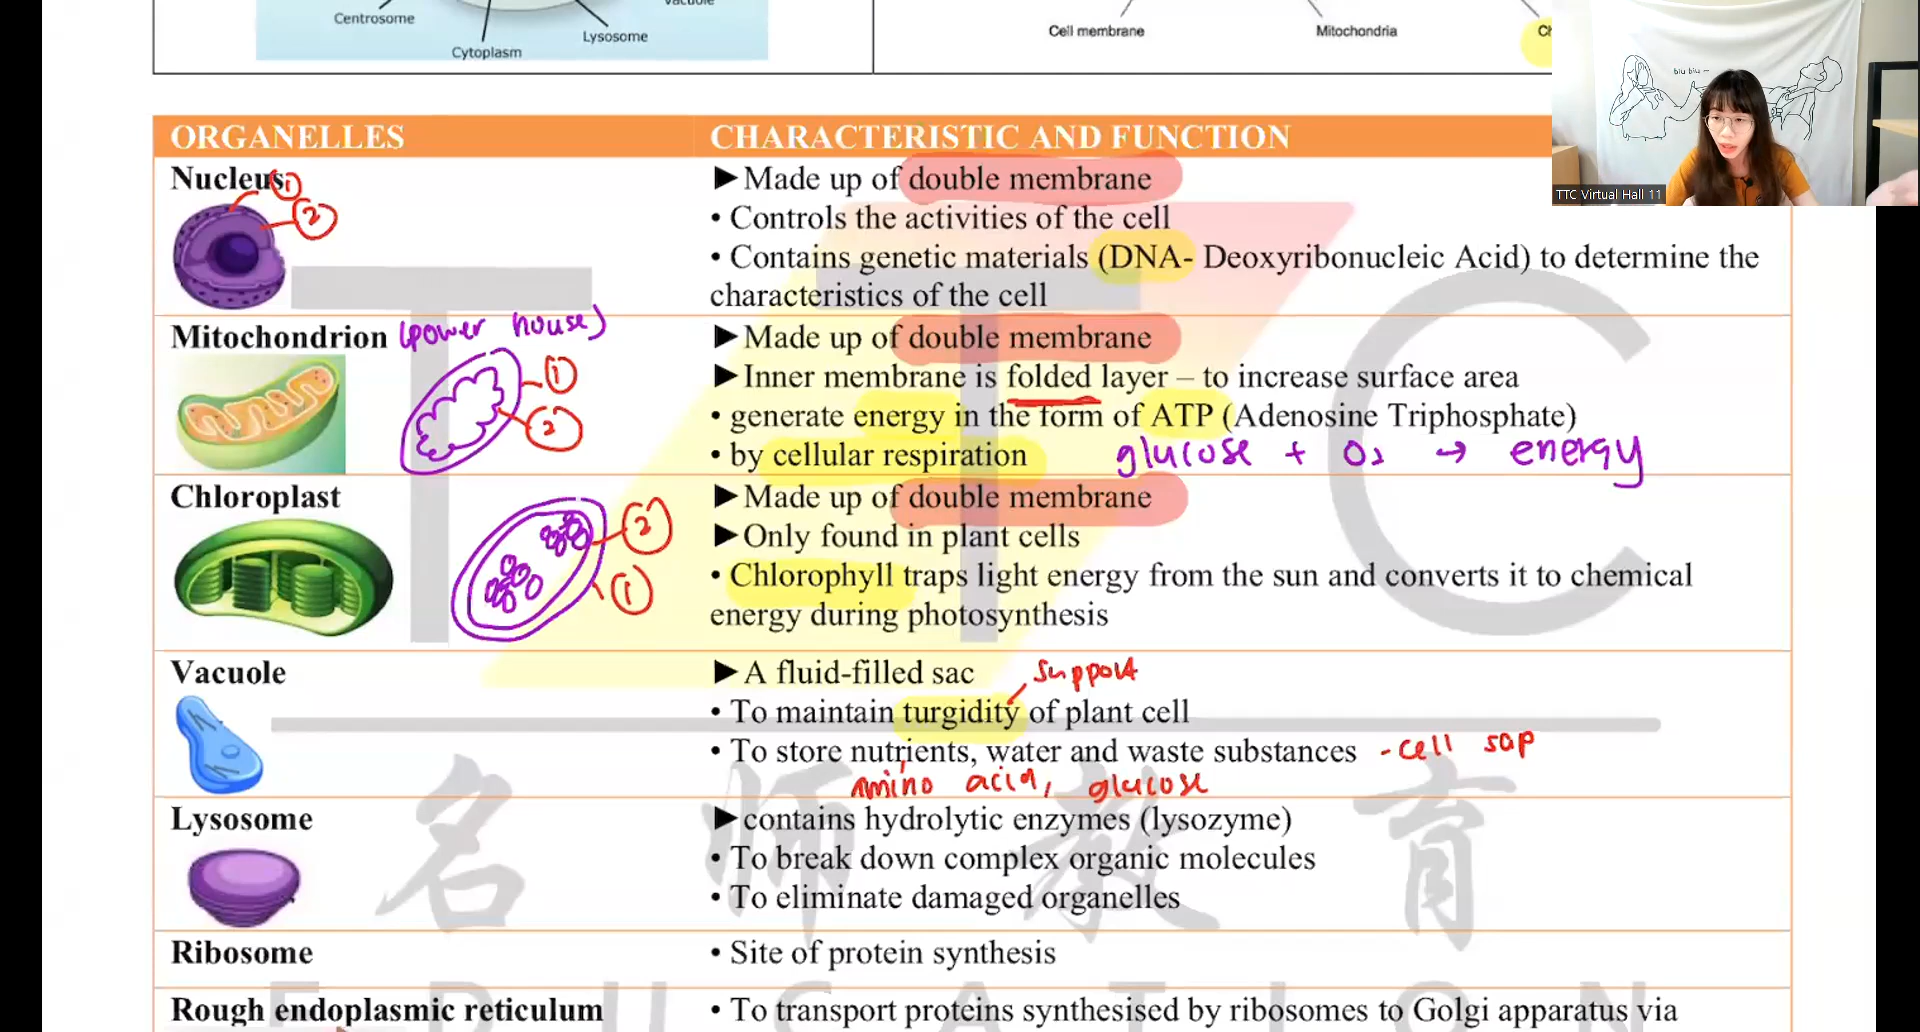 Centrosome
Cytoplasm
Lysosome
Cell membrane
Mitochondria
biu biu
TTC Virtual Hall 11
ORGANELLES CHARACTERISTIC AND FUNCTION
Nucleus ①
②
►Made up of double membrane
• Controls the activities of the cell
• Contains genetic materials (DNA- Deoxyribonucleic Acid) to determine the
characteristics of the cell
Mitochondrion (power house)
①
②
►Made up of double membrane
►Inner membrane is folded layer – to increase surface area
• generate energy in the form of ATP (Adenosine Triphosphate)
• by cellular respiration glucose + O₂ → energy
Chloroplast
②
①
►Made up of double membrane
►Only found in plant cells
• Chlorophyll traps light energy from the sun and converts it to chemical
energy during photosynthesis
Vacuole
►A fluid-filled sac support
• To maintain turgidity of plant cell
• To store nutrients, water and waste substances - cell sap
amino acid, glucose
Lysosome
►contains hydrolytic enzymes (lysozyme)
• To break down complex organic molecules
• To eliminate damaged organelles
Ribosome • Site of protein synthesis
Rough endoplasmic reticulum • To transport proteins synthesised by ribosomes to Golgi apparatus via
TTC
名师教育
EDUCATION